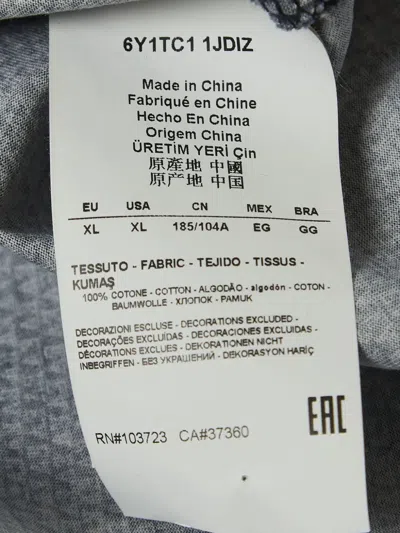 6Y1TC1 1JDIZ
Made in China
Fabriqué en Chine
Hecho En China
Origem China
ÜRETİM YERİ Çin
原產地 中國
原产地 中国
EU USA CN MEX BRA
XL XL 185/104A EG GG
TESSUTO - FABRIC - TEJIDO - TISSUS -
KUMAŞ
100% COTONE - COTTON - ALGODÃO - algodón - COTON -
BAUMWOLLE - ХЛОПОК - PAMUK
DECORAZIONI ESCLUSE - DECORATIONS EXCLUDED -
DECORAÇÕES EXCLUÍDAS - DECORACIONES EXCLUIDAS -
DÉCORATIONS EXCLUES - DEKORATIONEN NICHT
INBEGRIFFEN - БЕЗ УКРАШЕНИЙ - DEKORASYON HARİÇ
EAC
RN#103723 CA#37360